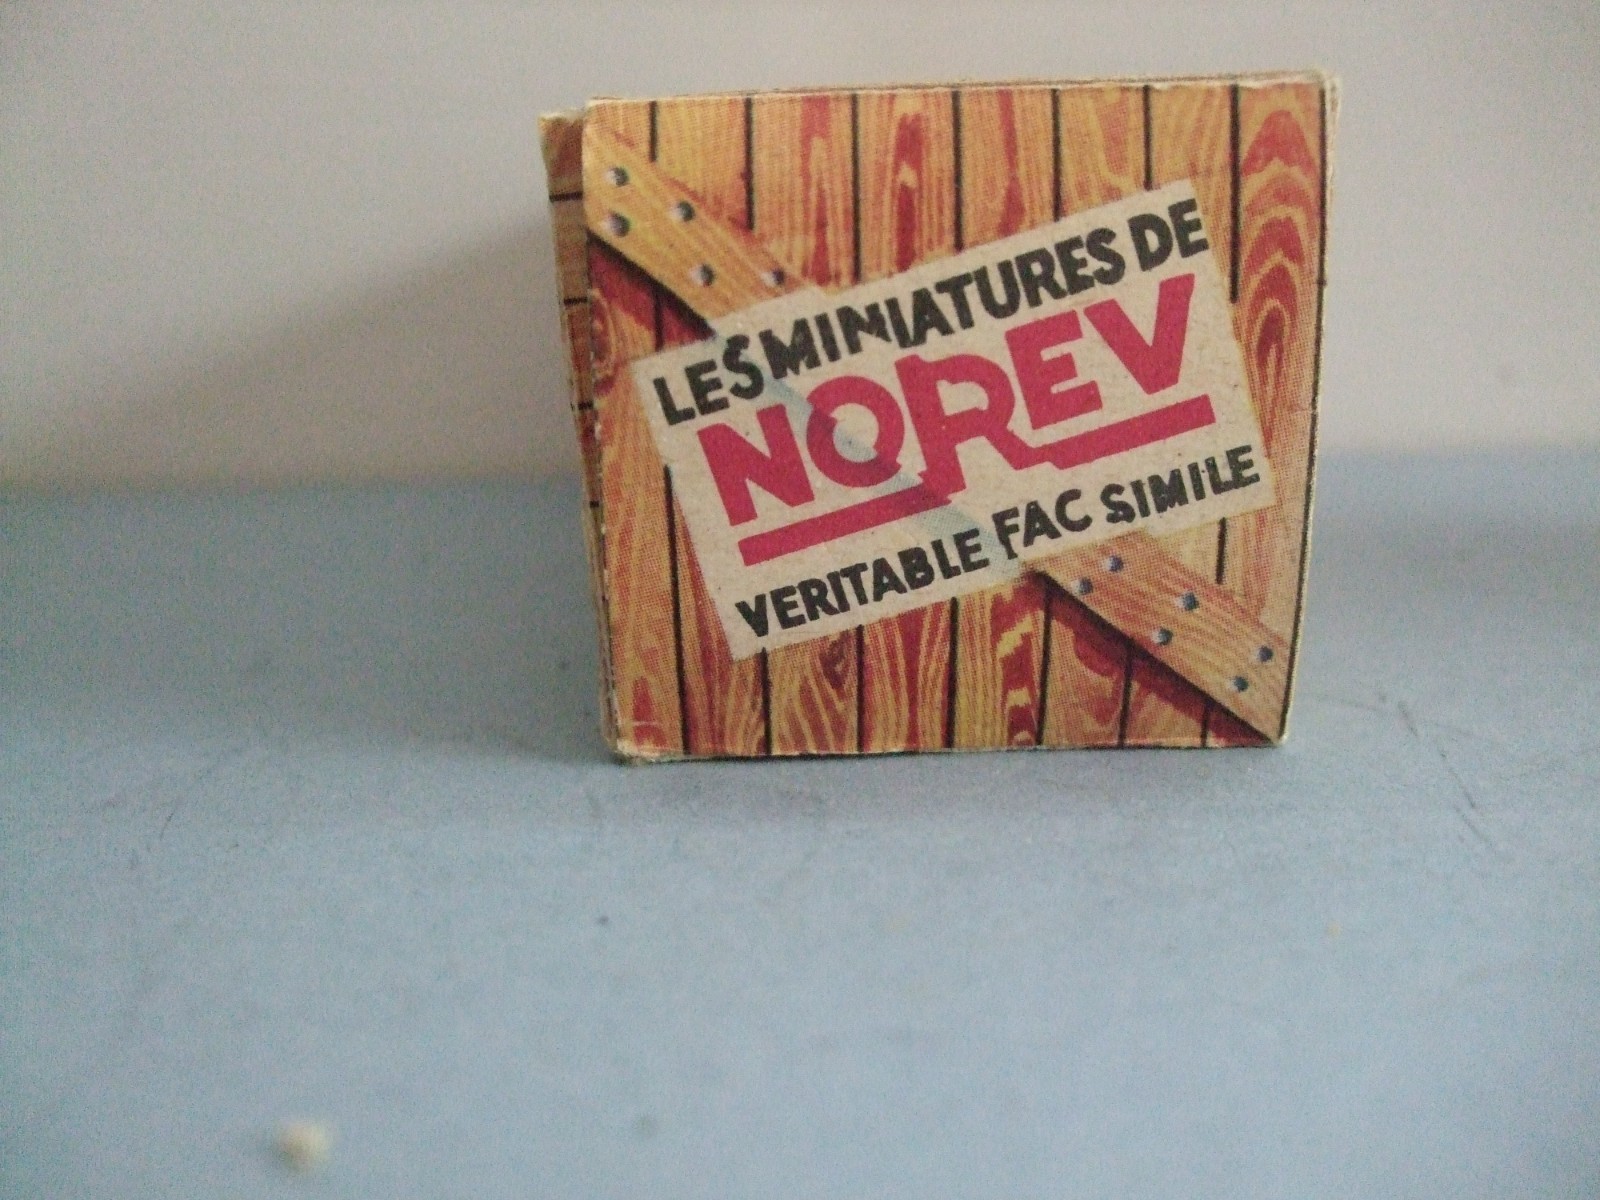 LES MINIATURES DE
NOREV
VERITABLE FAC SIMILE